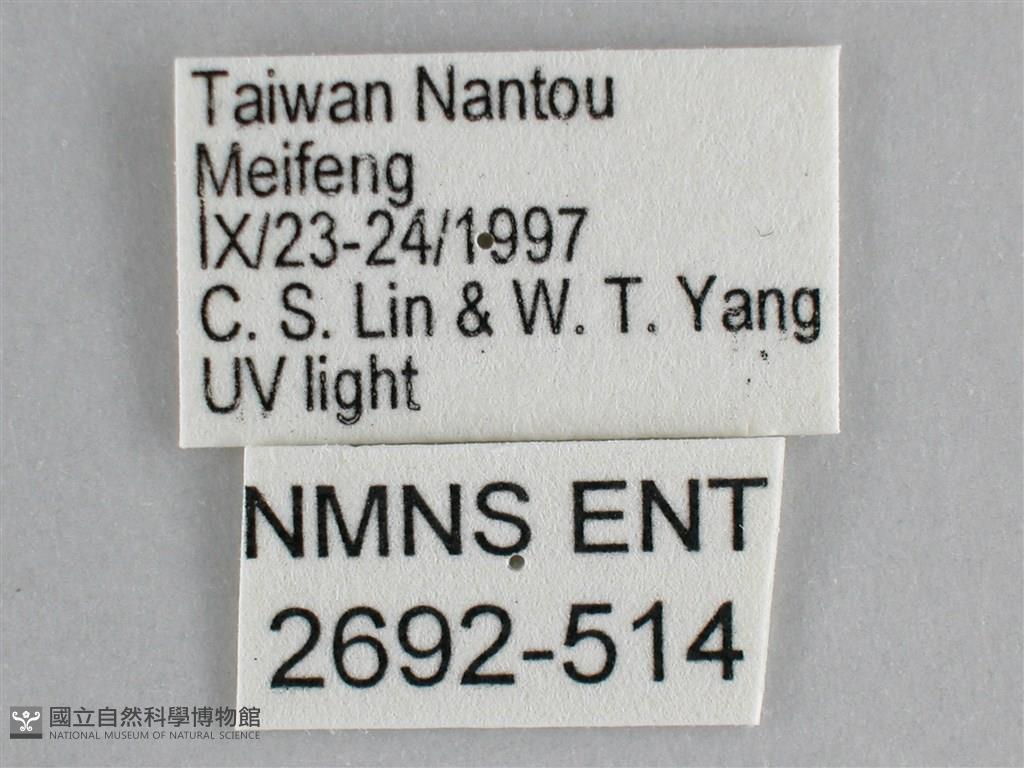 Taiwan Nantou
Meifeng
IX/23-24/1997
C. S. Lin & W. T. Yang
UV light
NMNS ENT
2692-514
國立自然科學博物館
NATIONAL MUSEUM OF NATURAL SCIENCE